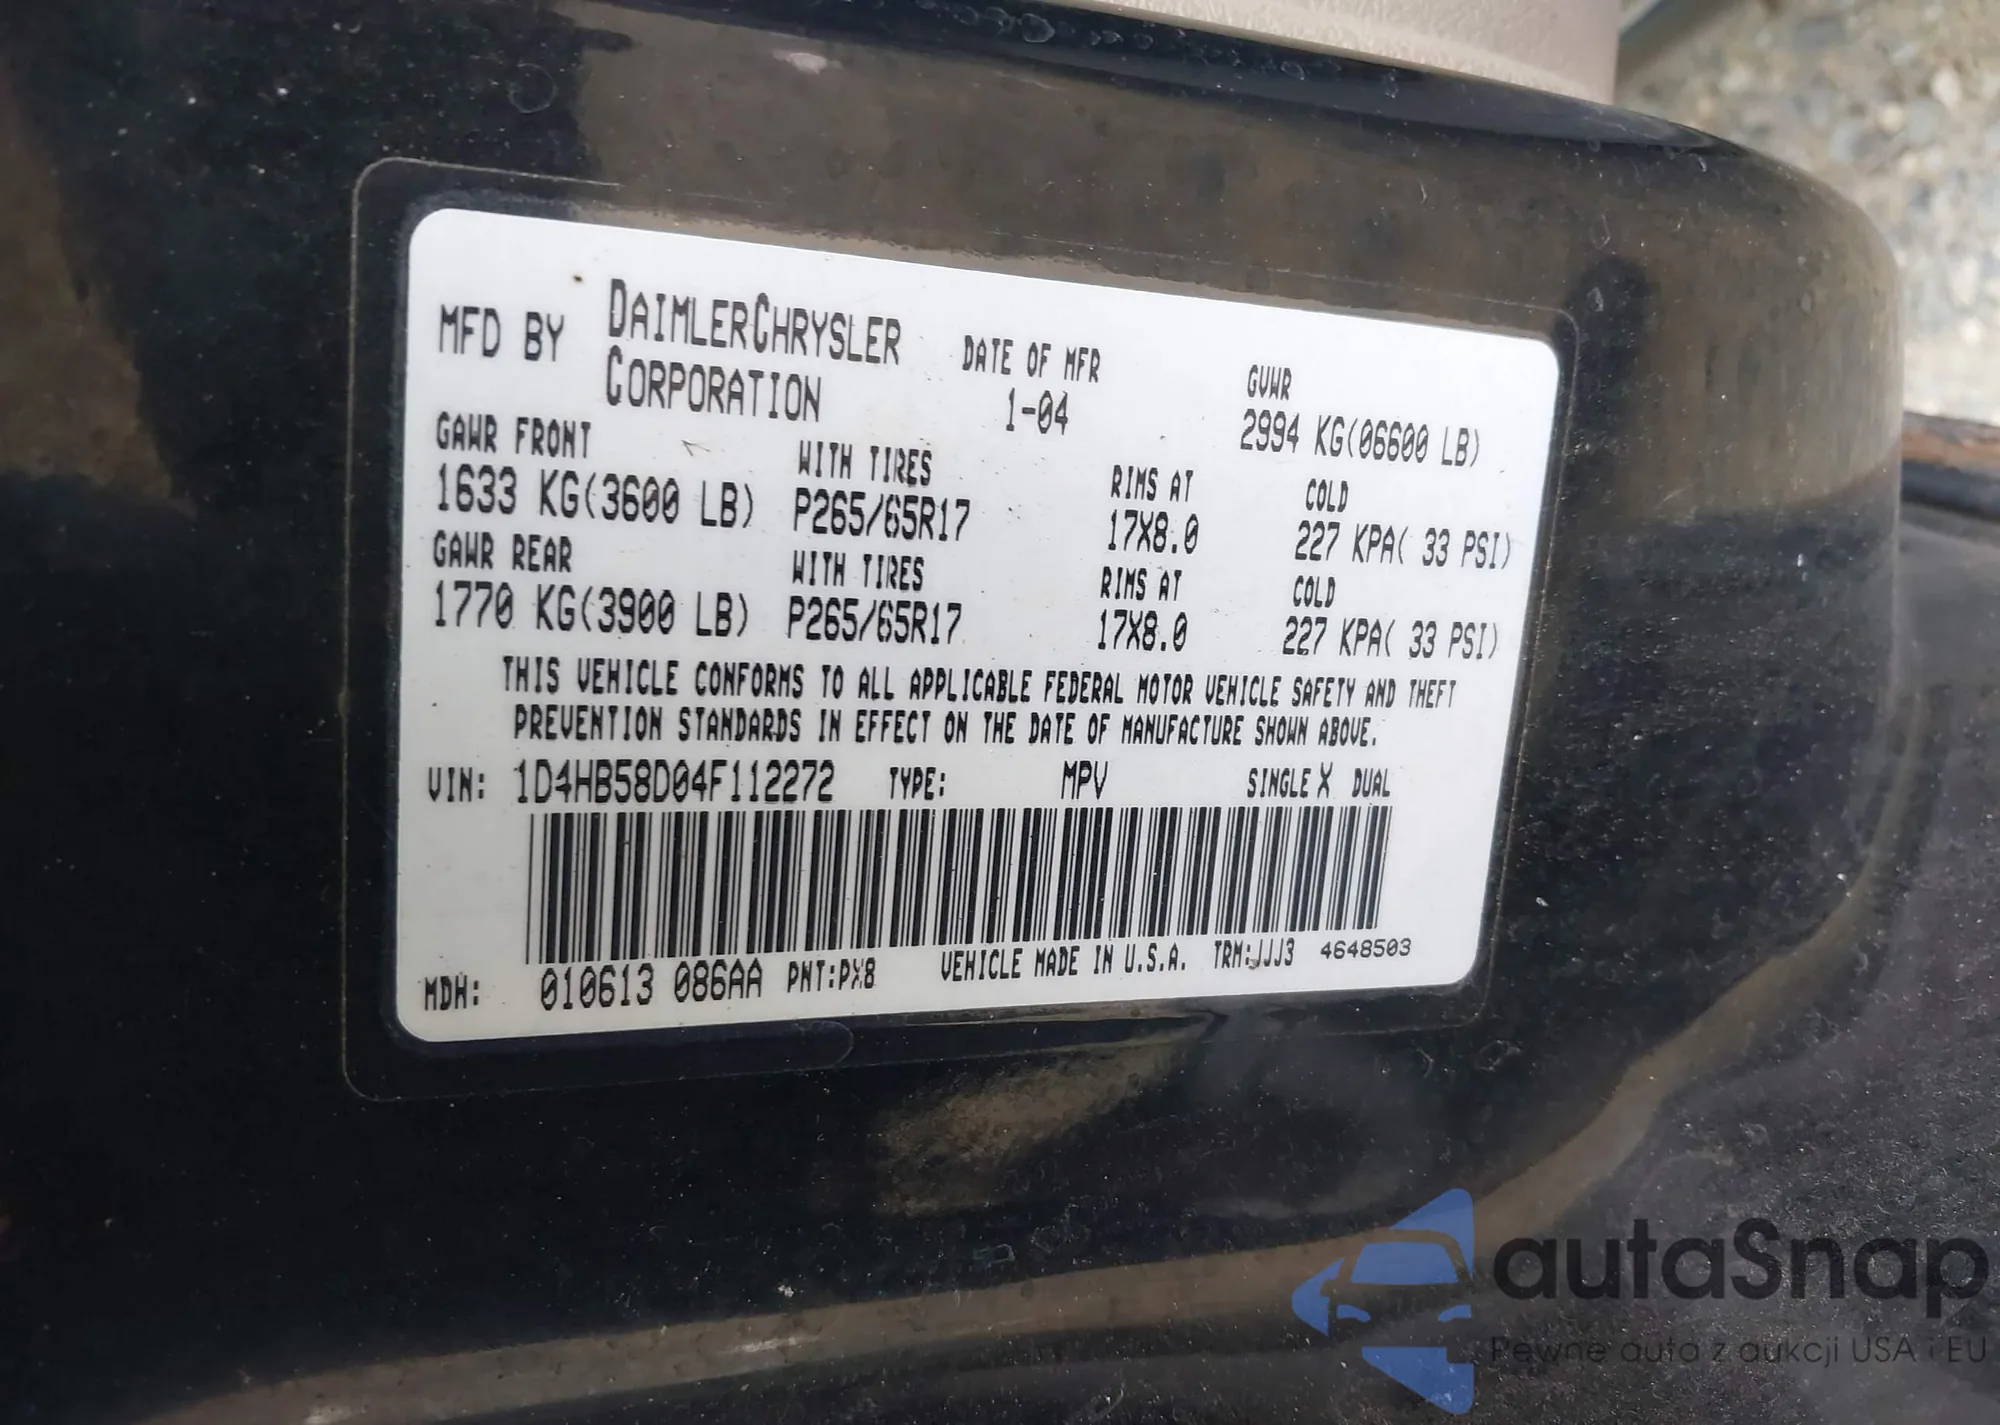 MFD BY DAIMLERCHRYSLER CORPORATION DATE OF MFR 1-04 GVWR 2994 KG(06600 LB)
GAWR FRONT WITH TIRES RIMS AT COLD
1633 KG(3600 LB) P265/65R17 17X8.0 227 KPA( 33 PSI)
GAWR REAR WITH TIRES RIMS AT COLD
1770 KG(3900 LB) P265/65R17 17X8.0 227 KPA( 33 PSI)
THIS VEHICLE CONFORMS TO ALL APPLICABLE FEDERAL MOTOR VEHICLE SAFETY AND THEFT
PREVENTION STANDARDS IN EFFECT ON THE DATE OF MANUFACTURE SHOWN ABOVE.
VIN: 1D4HB58D04F112272 TYPE: MPV SINGLE X DUAL
MDH: 010613 086AA PNT:PX8 VEHICLE MADE IN U.S.A. TRM:JJJ3 4648503
autaSnap
Pewne auta z aukcji USA i EU